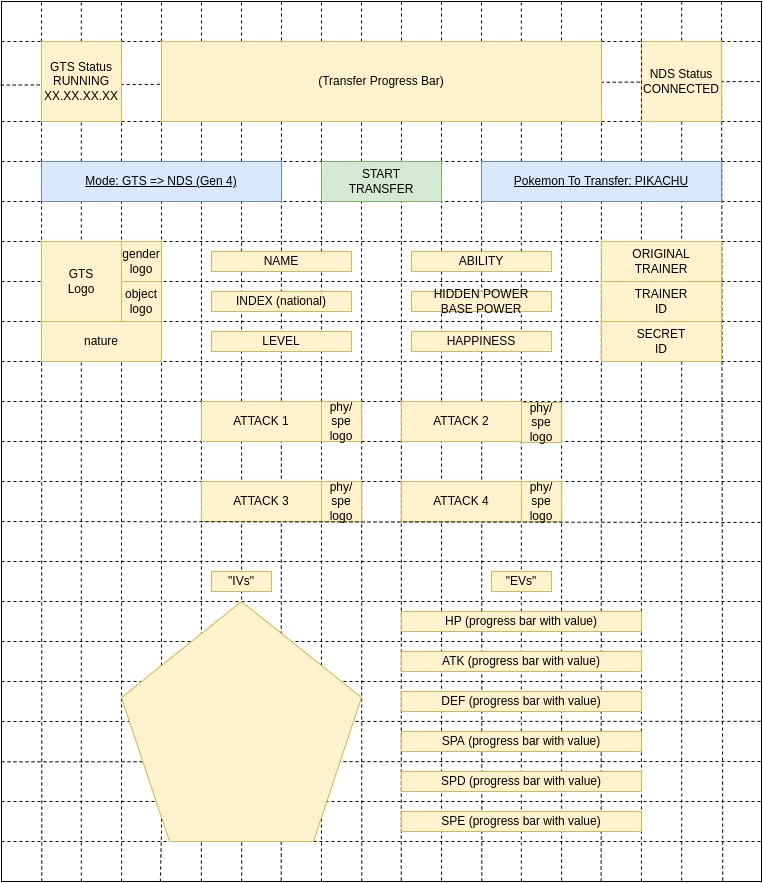 GTS Status
RUNNING
XX.XX.XX.XX
(Transfer Progress Bar)
NDS Status
CONNECTED
Mode: GTS => NDS (Gen 4)
START
TRANSFER
Pokemon To Transfer: PIKACHU
GTS
Logo
gender
logo
object
logo
nature
NAME
INDEX (national)
LEVEL
ABILITY
HIDDEN POWER
BASE POWER
HAPPINESS
ORIGINAL
TRAINER
TRAINER
ID
SECRET
ID
ATTACK 1
phy/
spe
logo
ATTACK 2
phy/
spe
logo
ATTACK 3
phy/
spe
logo
ATTACK 4
phy/
spe
logo
"IVs"
"EVs"
HP (progress bar with value)
ATK (progress bar with value)
DEF (progress bar with value)
SPA (progress bar with value)
SPD (progress bar with value)
SPE (progress bar with value)